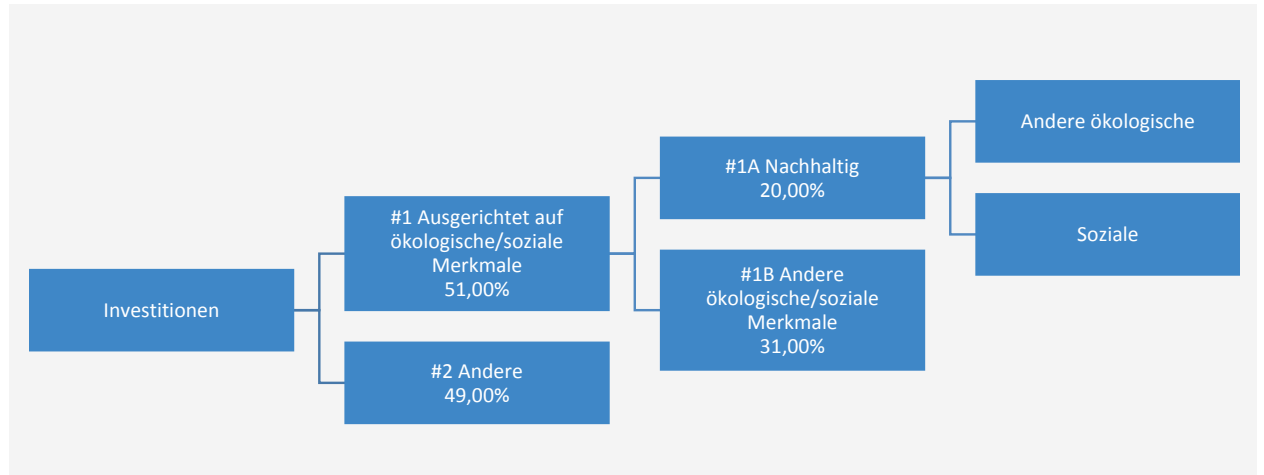 Investitionen
#1 Ausgerichtet auf
ökologische/soziale
Merkmale
51,00%
#2 Andere
49,00%
#1A Nachhaltig
20,00%
#1B Andere
ökologische/soziale
Merkmale
31,00%
Andere ökologische
Soziale